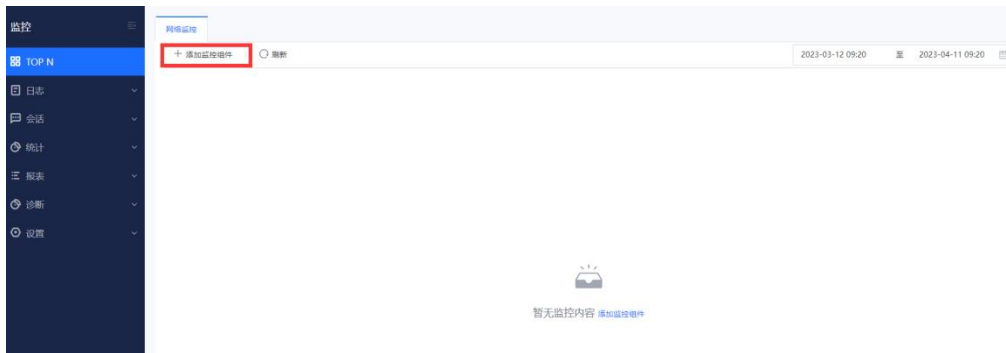 监控
网络监控
添加监控组件 刷新 2023-03-12 09:20 至 2023-04-11 09:20
TOP N
日志
会话
统计
报表
诊断
设置
暂无监控内容 添加监控组件